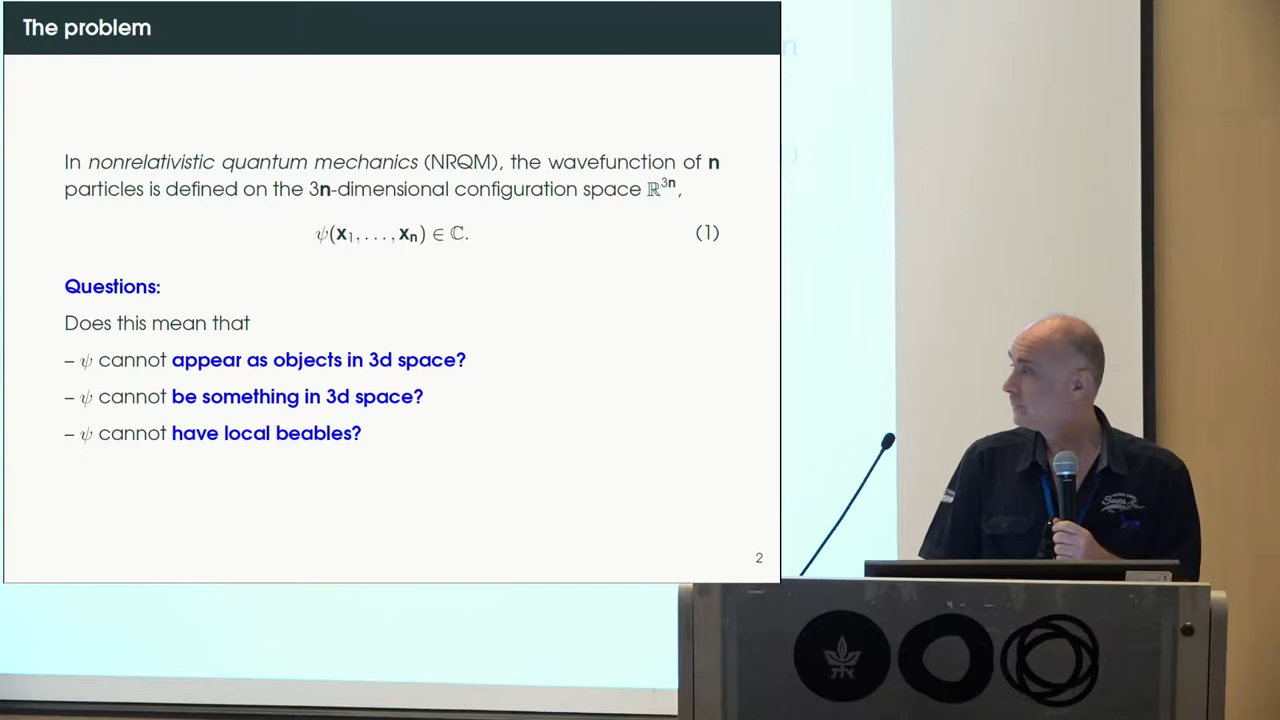 The problem
In nonrelativistic quantum mechanics (NRQM), the wavefunction of n
particles is defined on the 3n-dimensional configuration space ℝ³ⁿ,
ψ(x₁, . . . , xₙ) ∈ ℂ. (1)
Questions:
Does this mean that
– ψ cannot appear as objects in 3d space?
– ψ cannot be something in 3d space?
– ψ cannot have local beables?
2